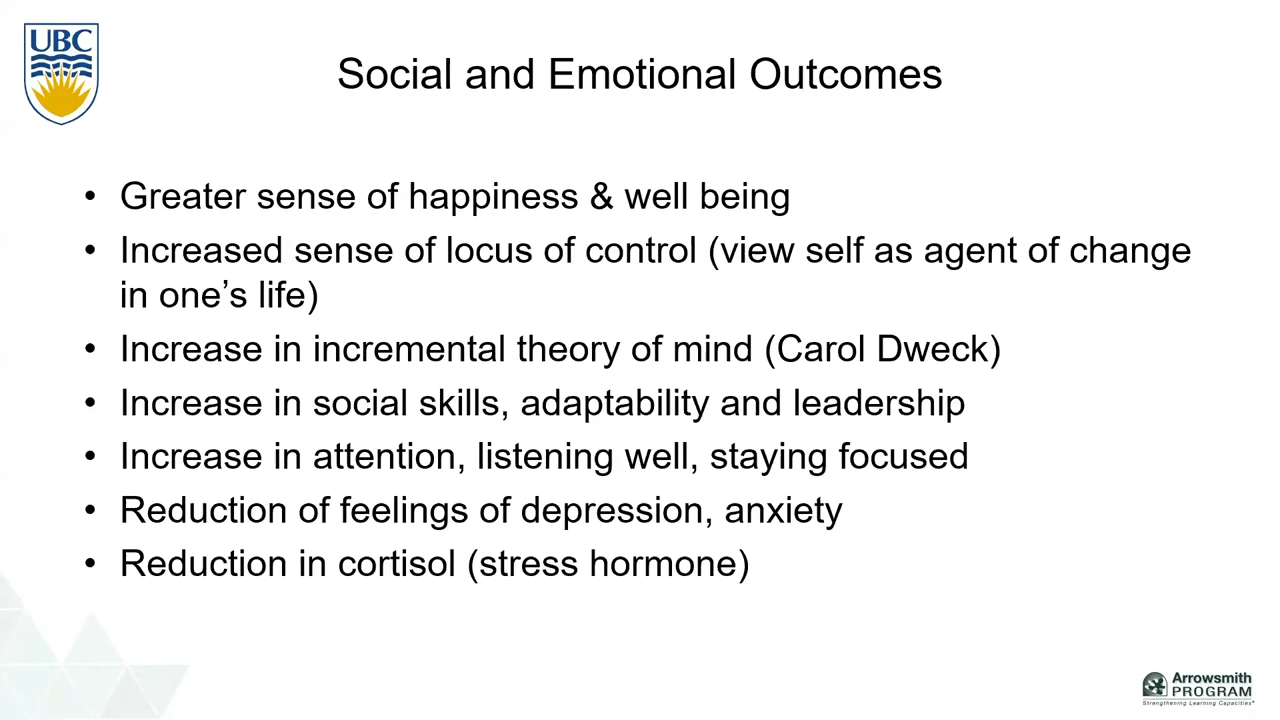 UBC
Social and Emotional Outcomes
• Greater sense of happiness & well being
• Increased sense of locus of control (view self as agent of change
in one’s life)
• Increase in incremental theory of mind (Carol Dweck)
• Increase in social skills, adaptability and leadership
• Increase in attention, listening well, staying focused
• Reduction of feelings of depression, anxiety
• Reduction in cortisol (stress hormone)
Arrowsmith
PROGRAM
Strengthening Learning Capacities®